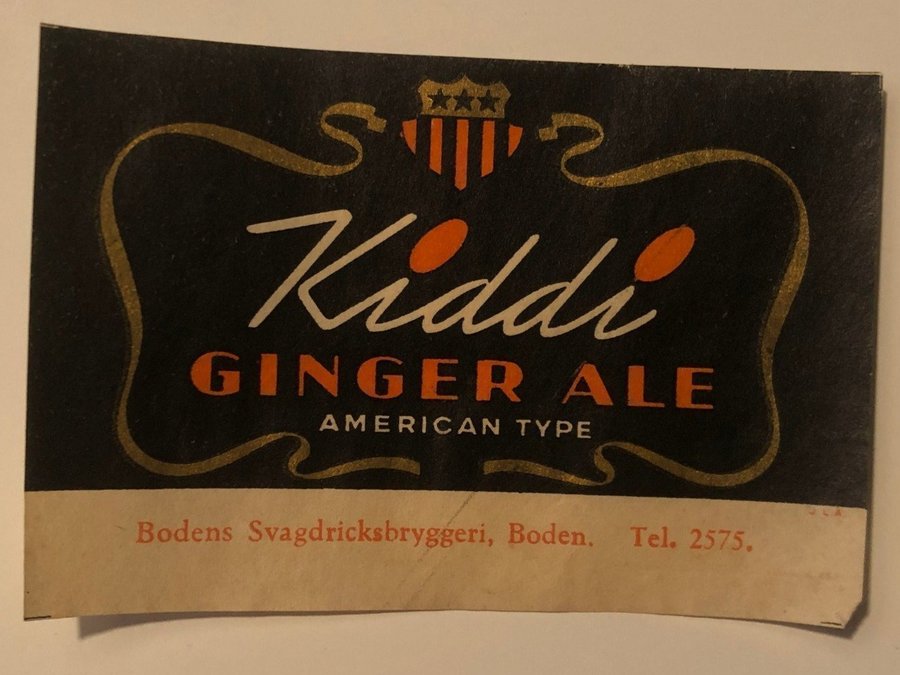 Kiddi
GINGER ALE
AMERICAN TYPE
Bodens Svagdricksbryggeri, Boden. Tel. 2575.